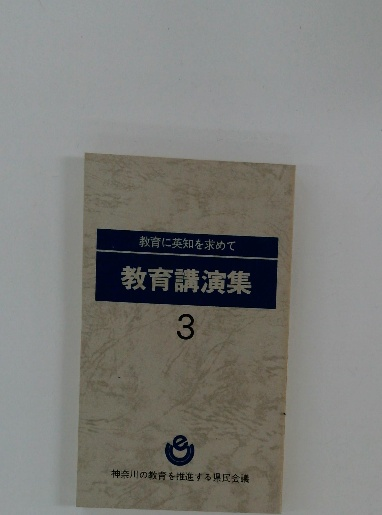 教育に英知を求めて
教育講演集
3
神奈川の教育を推進する県民会議